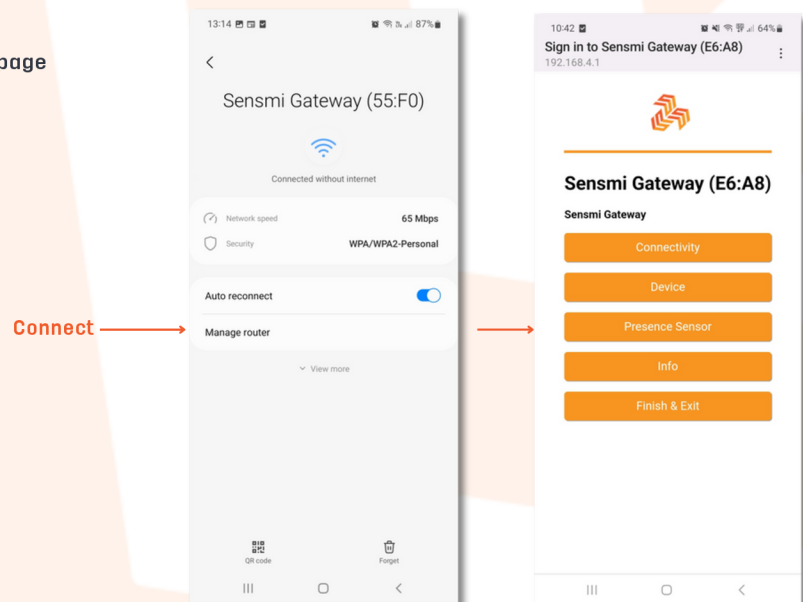 page
Connect
13:14
87%
Sensmi Gateway (55:F0)
Connected without internet
Network speed 65 Mbps
Security WPA/WPA2-Personal
Auto reconnect
Manage router
View more
QR code Forget
10:42
64%
Sign in to Sensmi Gateway (E6:A8)
192.168.4.1
Sensmi Gateway (E6:A8)
Sensmi Gateway
Connectivity
Device
Presence Sensor
Info
Finish & Exit